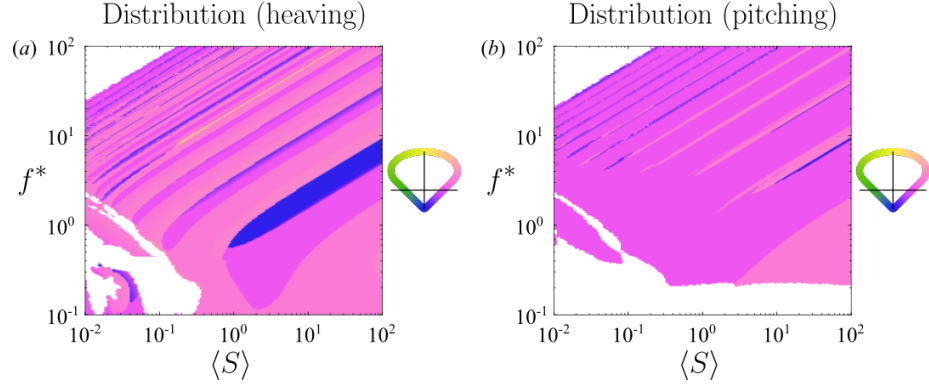 Distribution (heaving)
(a)
10^2
10^1
f*
10^0
10^-1
10^-2 10^-1 10^0 10^1 10^2
⟨S⟩
Distribution (pitching)
(b)
10^2
10^1
f*
10^0
10^-1
10^-2 10^-1 10^0 10^1 10^2
⟨S⟩